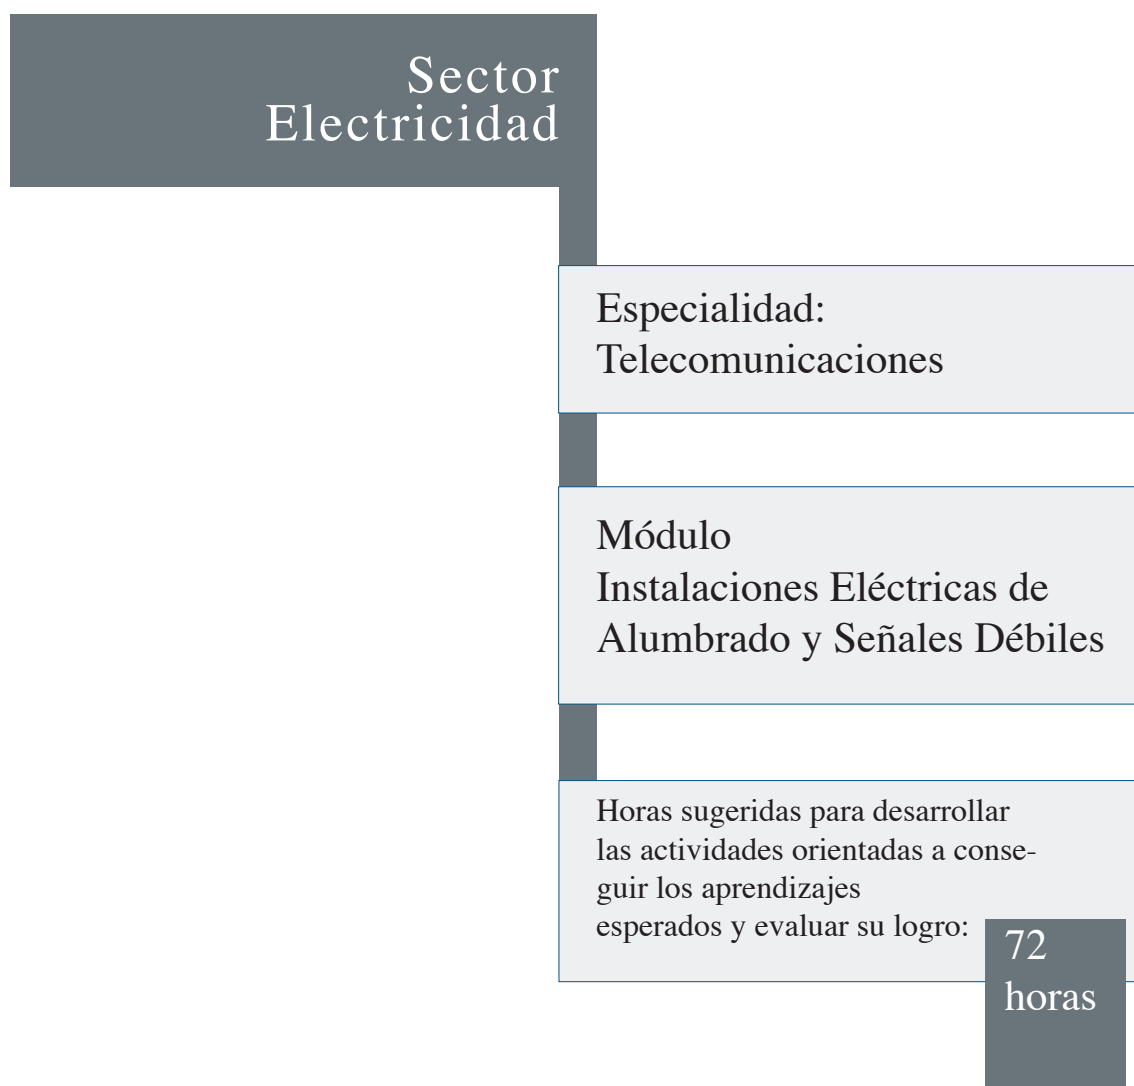 Sector
Electricidad
Especialidad:
Telecomunicaciones
Módulo
Instalaciones Eléctricas de
Alumbrado y Señales Débiles
Horas sugeridas para desarrollar
las actividades orientadas a conse-
guir los aprendizajes
esperados y evaluar su logro:
72
horas